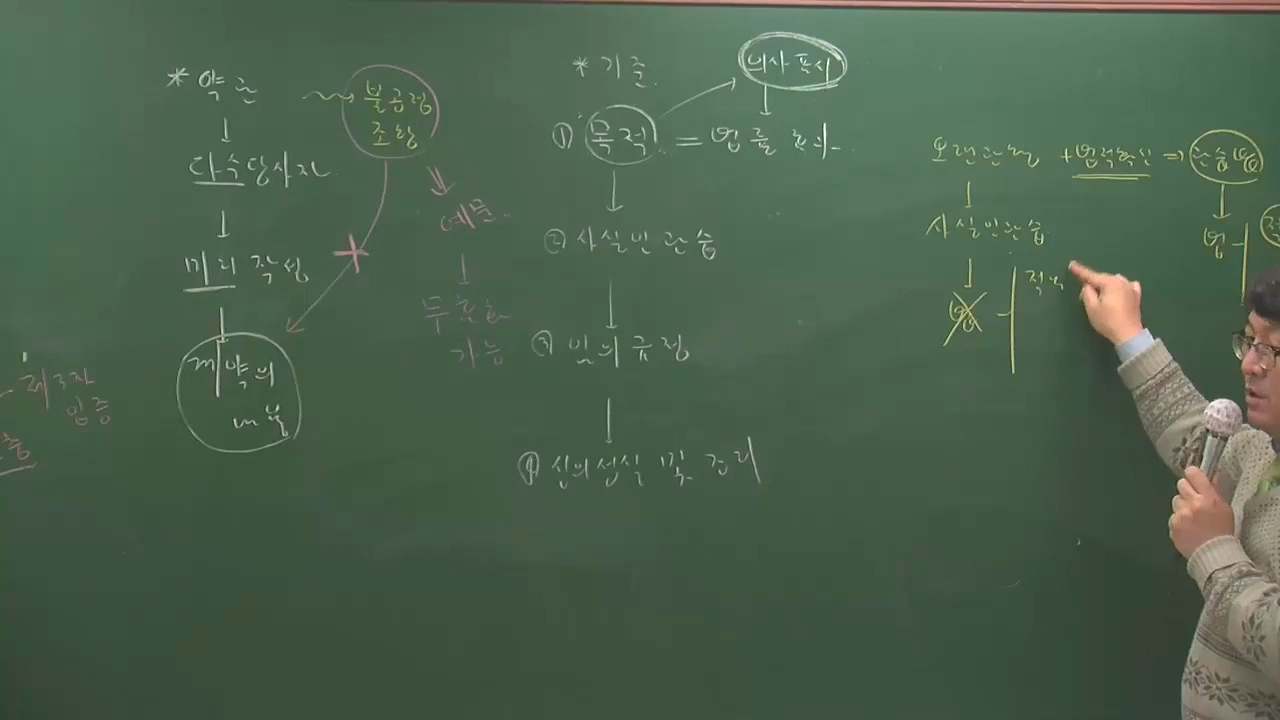 * 약관
다수당사자
미리 작성
계약의
내용
불공정
조항
예문
무효화
가능
제3자
입증
* 기준
의사표시
① 목적 = 법률행위
② 사실인 관습
③ 임의규정
④ 신의성실 및 조리
오랜관행 + 법적확신 ⇒ 관습법
사실인관습
법
법